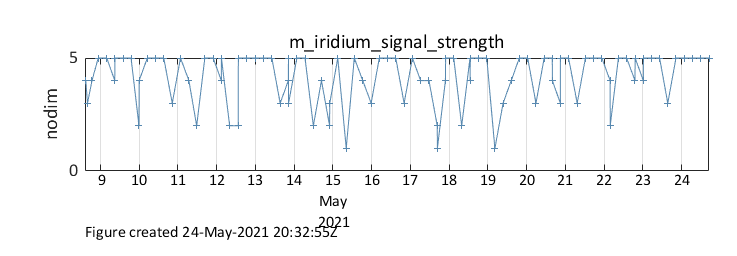 m_iridium_signal_strength
5
nodim
0
9 10 11 12 13 14 15 16 17 18 19 20 21 22 23 24
May
2021
Figure created 24-May-2021 20:32:55Z